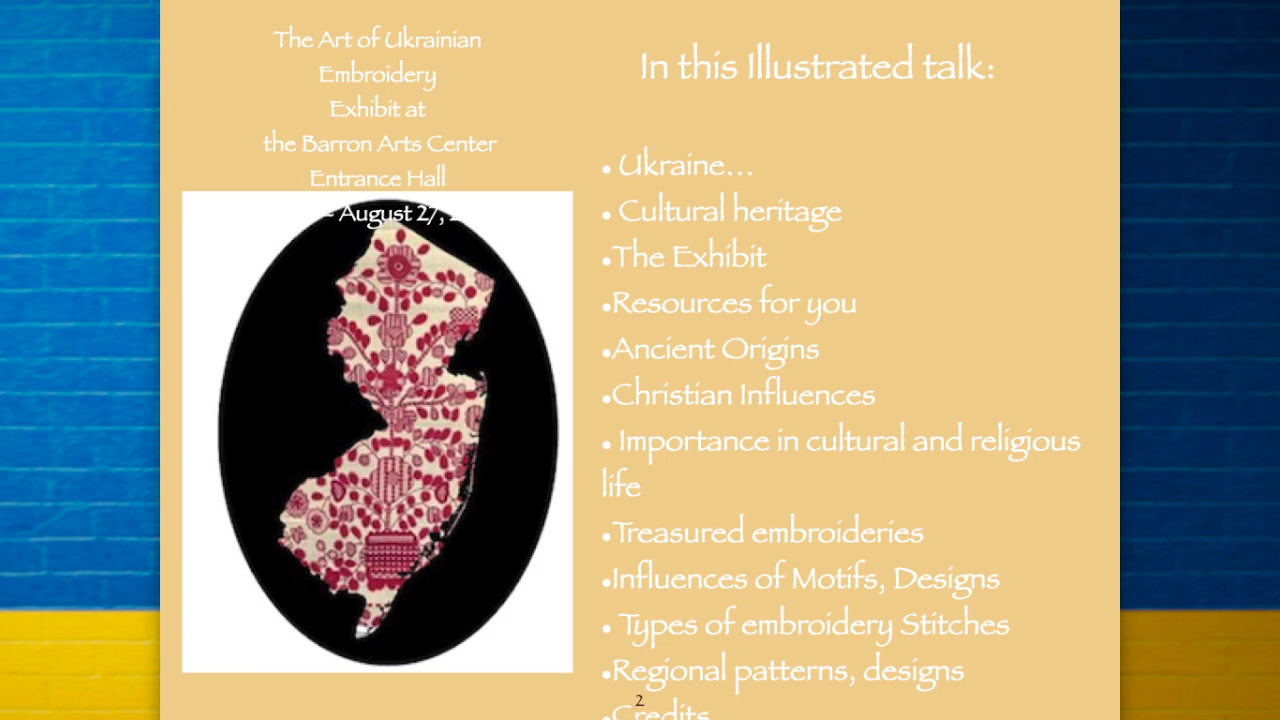 The Art of Ukrainian
Embroidery
Exhibit at
the Barron Arts Center
Entrance Hall
~ August 27,
In this Illustrated talk:
• Ukraine…
• Cultural heritage
•The Exhibit
•Resources for you
•Ancient Origins
•Christian Influences
• Importance in cultural and religious
life
•Treasured embroideries
•Influences of Motifs, Designs
• Types of embroidery Stitches
•Regional patterns, designs
•Credits
2